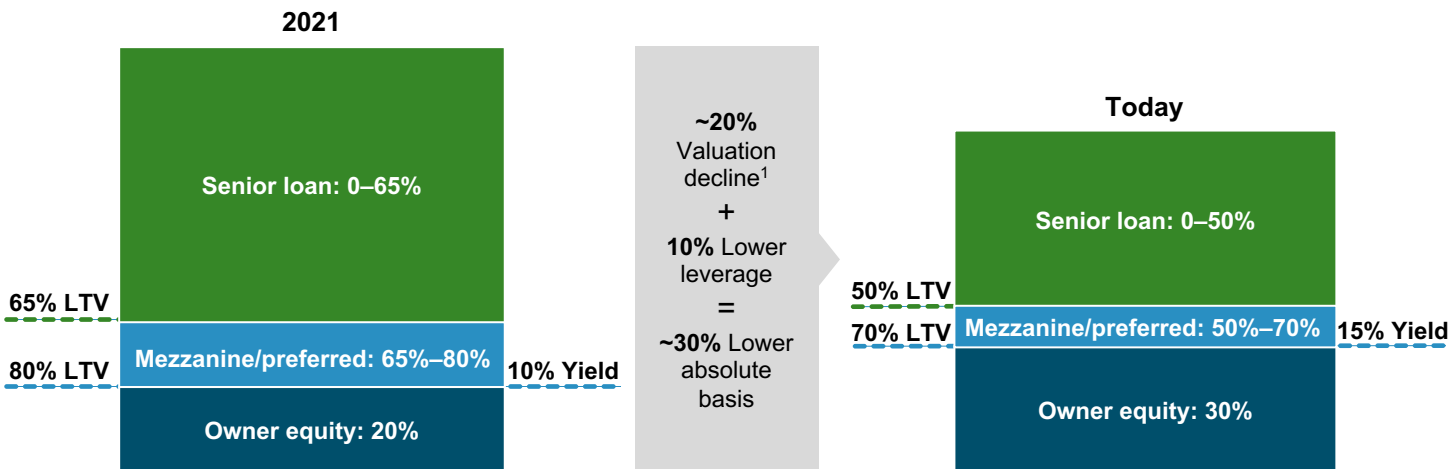 2021
Senior loan: 0–65%
65% LTV
Mezzanine/preferred: 65%–80%
80% LTV
10% Yield
Owner equity: 20%
~20%
Valuation
decline1
+
10% Lower
leverage
=
~30% Lower
absolute
basis
Today
Senior loan: 0–50%
50% LTV
Mezzanine/preferred: 50%–70%
70% LTV
15% Yield
Owner equity: 30%